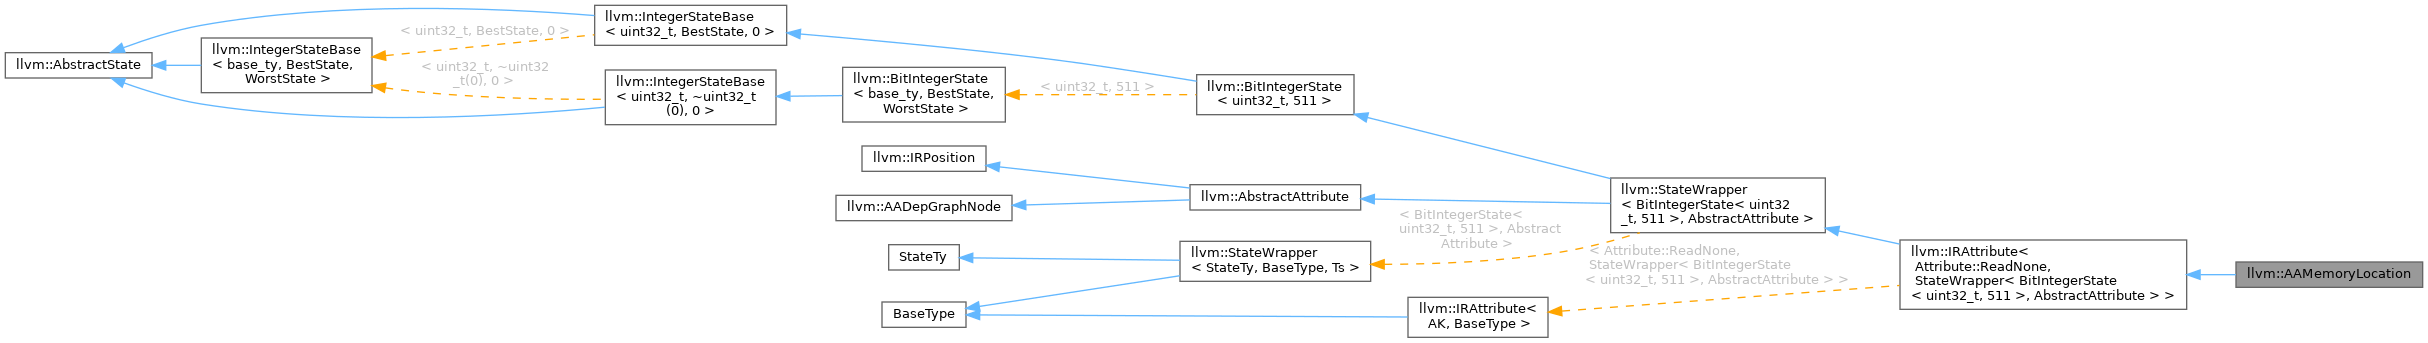 llvm::AbstractState
llvm::IntegerStateBase
< base_ty, BestState,
WorstState >
< uint32_t, BestState, 0 >
< uint32_t, ~uint32
_t(0), 0 >
llvm::IntegerStateBase
< uint32_t, BestState, 0 >
llvm::IntegerStateBase
< uint32_t, ~uint32_t
(0), 0 >
llvm::BitIntegerState
< base_ty, BestState,
WorstState >
< uint32_t, 511 >
llvm::BitIntegerState
< uint32_t, 511 >
llvm::IRPosition
llvm::AADepGraphNode
llvm::AbstractAttribute
StateTy
BaseType
llvm::StateWrapper
< StateTy, BaseType, Ts >
< BitIntegerState<
uint32_t, 511 >, Abstract
Attribute >
llvm::IRAttribute<
AK, BaseType >
llvm::StateWrapper
< BitIntegerState< uint32
_t, 511 >, AbstractAttribute >
< Attribute::ReadNone,
StateWrapper< BitIntegerState
< uint32_t, 511 >, AbstractAttribute > >
llvm::IRAttribute<
Attribute::ReadNone,
StateWrapper< BitIntegerState
< uint32_t, 511 >, AbstractAttribute > >
llvm::AAMemoryLocation